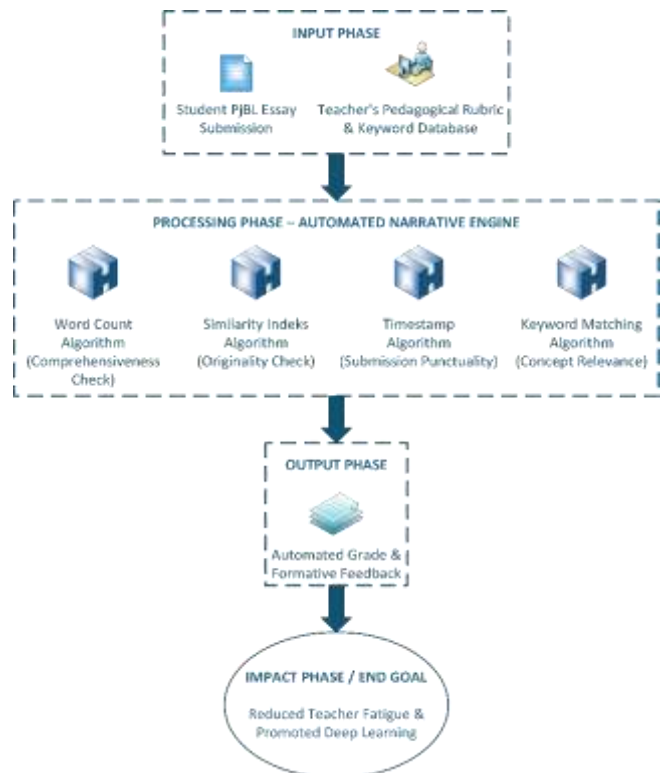 INPUT PHASE
Student PjBL Essay
Submission
Teacher's Pedagogical Rubric
& Keyword Database
PROCESSING PHASE – AUTOMATED NARRATIVE ENGINE
Word Count
Algorithm
(Comprehensiveness
Check)
Similarity Indeks
Algorithm
(Originality Check)
Timestamp
Algorithm
(Submission Punctuality)
Keyword Matching
Algorithm
(Concept Relevance)
OUTPUT PHASE
Automated Grade &
Formative Feedback
IMPACT PHASE / END GOAL
Reduced Teacher Fatigue &
Promoted Deep Learning